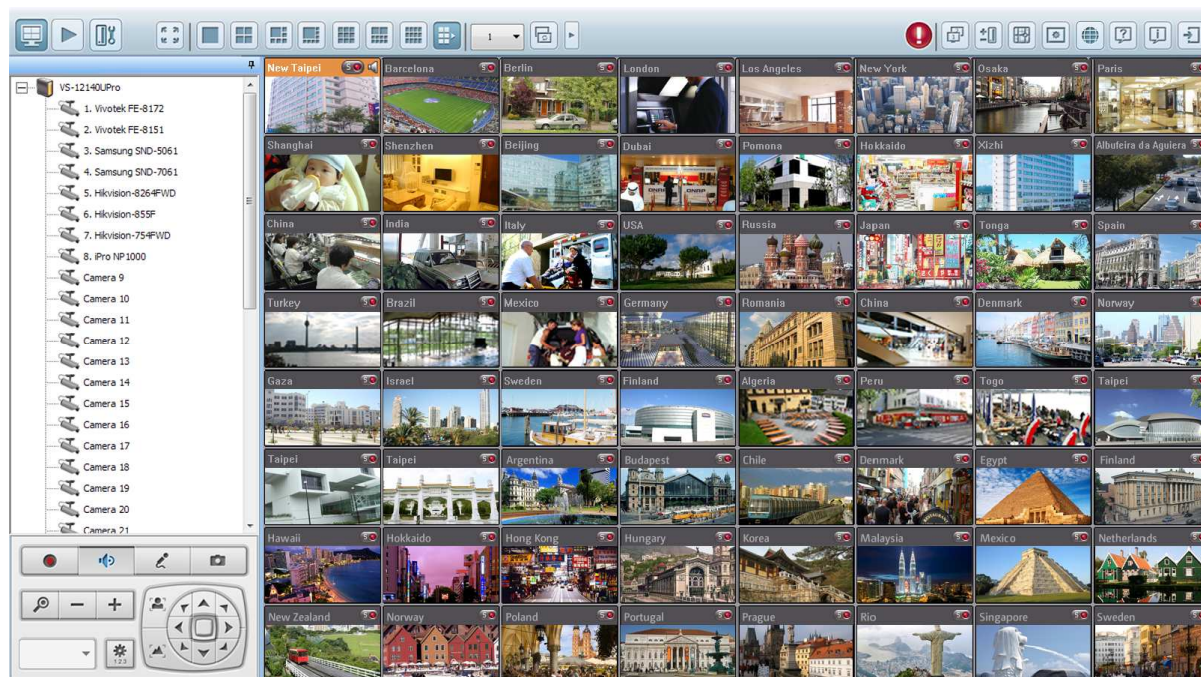 1
VS-12140UPro
1. Vivotek FE-8172
2. Vivotek FE-8151
3. Samsung SND-5061
4. Samsung SND-7061
5. Hikvision-8264FWD
6. Hikvision-855F
7. Hikvision-754FWD
8. iPro NP1000
Camera 9
Camera 10
Camera 11
Camera 12
Camera 13
Camera 14
Camera 15
Camera 16
Camera 17
Camera 18
Camera 19
Camera 20
Camera 21
123
New Taipei Barcelona Berlin London Los Angeles New York Osaka Paris
Shanghai Shenzhen Beijing Dubai Pomona Hokkaido Xizhi Albufeira da Aguiera
China India Italy USA Russia Japan Tonga Spain
Turkey Brazil Mexico Germany Romania China Denmark Norway
Gaza Israel Sweden Finland Algeria Peru Togo Taipei
Taipei Taipei Argentina Budapest Chile Denmark Egypt Finland
Hawaii Hokkaido Hong Kong Hungary Korea Malaysia Mexico Netherlands
New Zealand Norway Poland Portugal Prague Rio Singapore Sweden